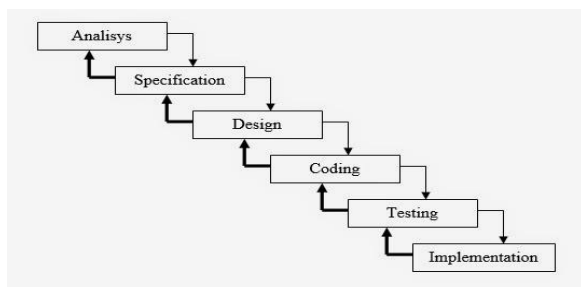 Analisys
Specification
Design
Coding
Testing
Implementation